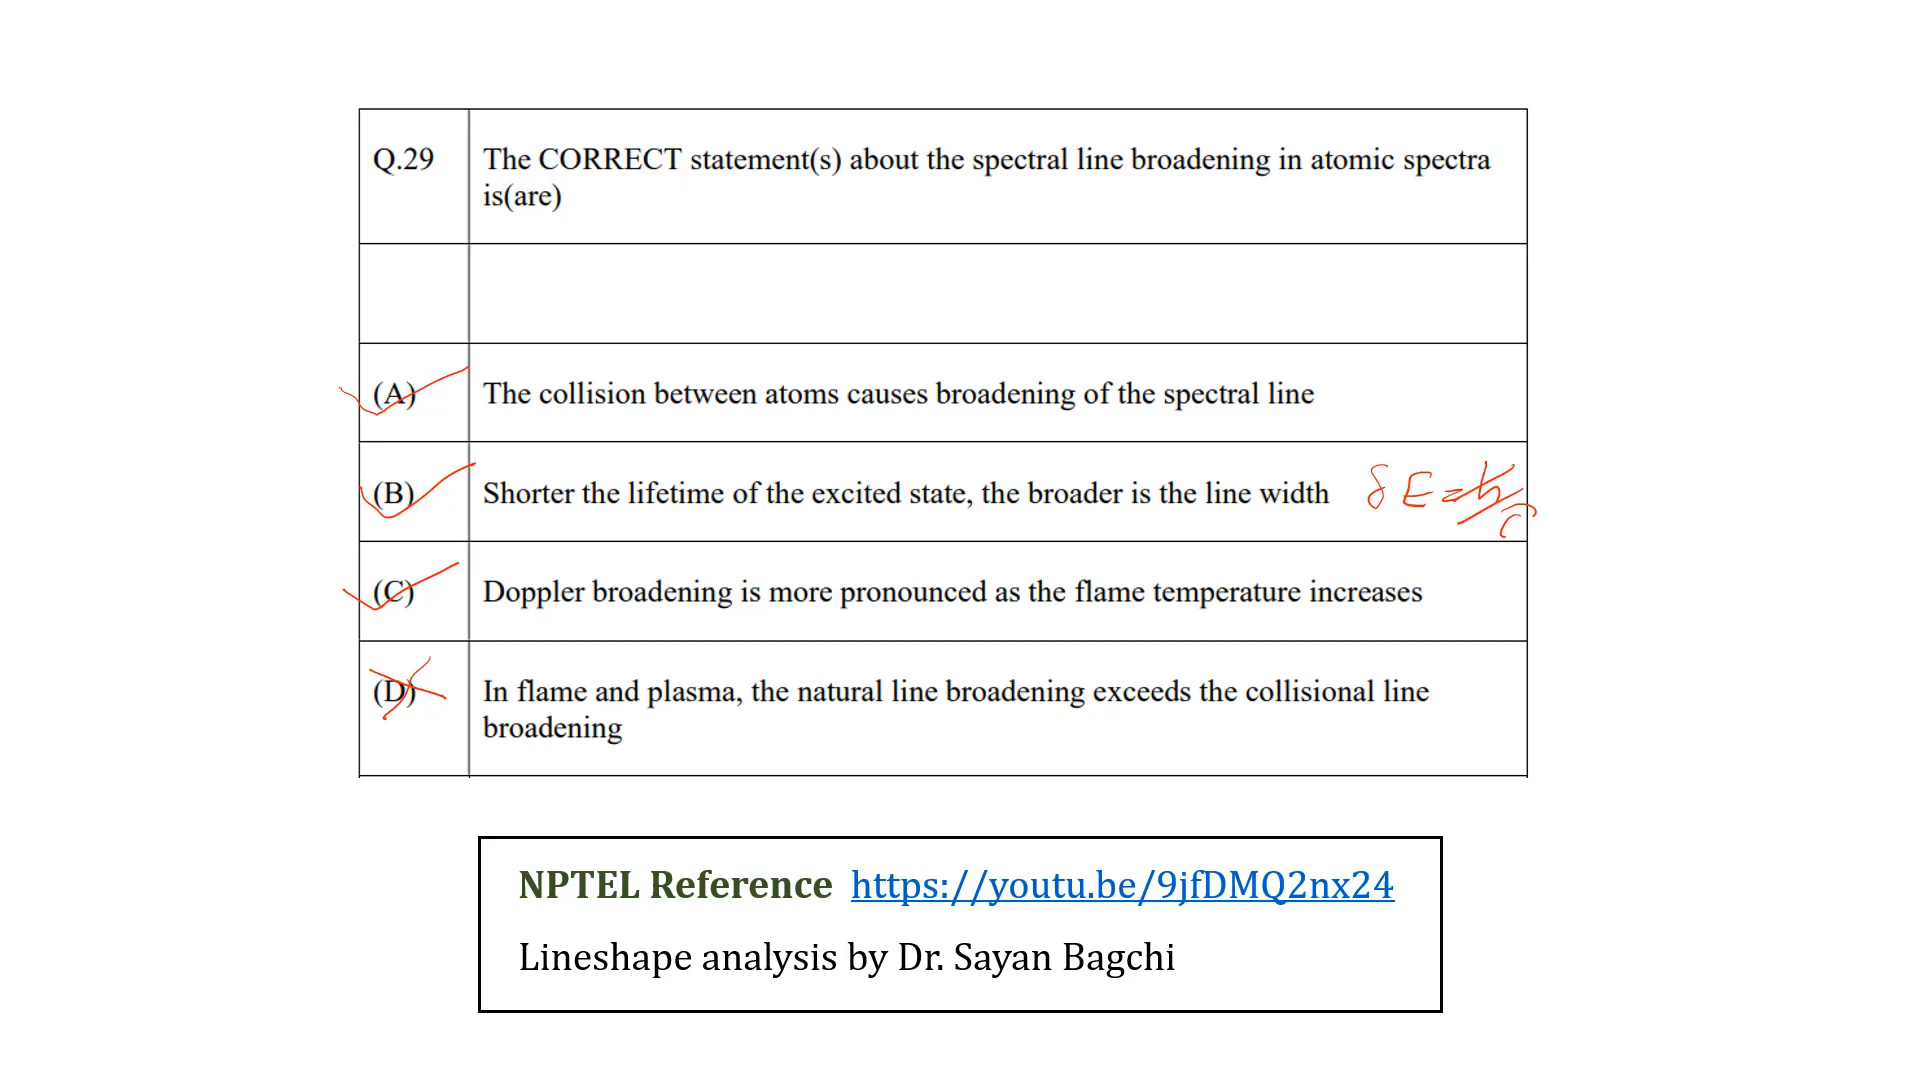 Q.29 The CORRECT statement(s) about the spectral line broadening in atomic spectra
is(are)
(A) The collision between atoms causes broadening of the spectral line
(B) Shorter the lifetime of the excited state, the broader is the line width δE=ħ/τ
(C) Doppler broadening is more pronounced as the flame temperature increases
(D) In flame and plasma, the natural line broadening exceeds the collisional line
broadening
NPTEL Reference https://youtu.be/9jfDMQ2nx24
Lineshape analysis by Dr. Sayan Bagchi